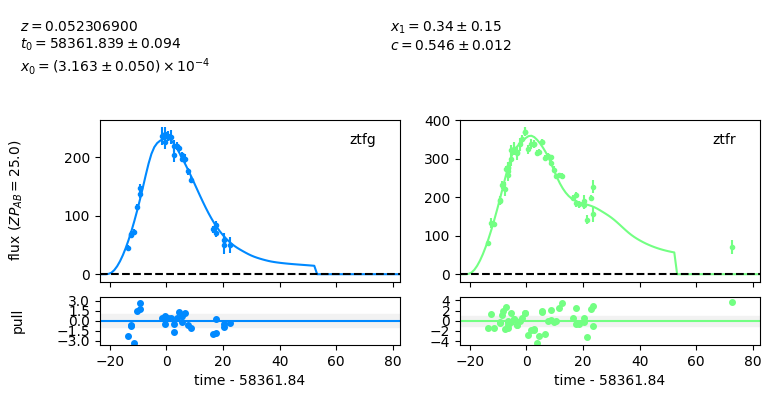 z = 0.052306900
t₀ = 58361.839 ± 0.094
x₀ = (3.163 ± 0.050) × 10⁻⁴
x₁ = 0.34 ± 0.15
c = 0.546 ± 0.012
flux (ZP_AB = 25.0)
200
100
0
ztfg
400
300
200
100
0
ztfr
pull
3.0
1.5
0.0
−1.5
−3.0
4
2
0
−2
−4
−20 0 20 40 60 80
time - 58361.84
−20 0 20 40 60 80
time - 58361.84